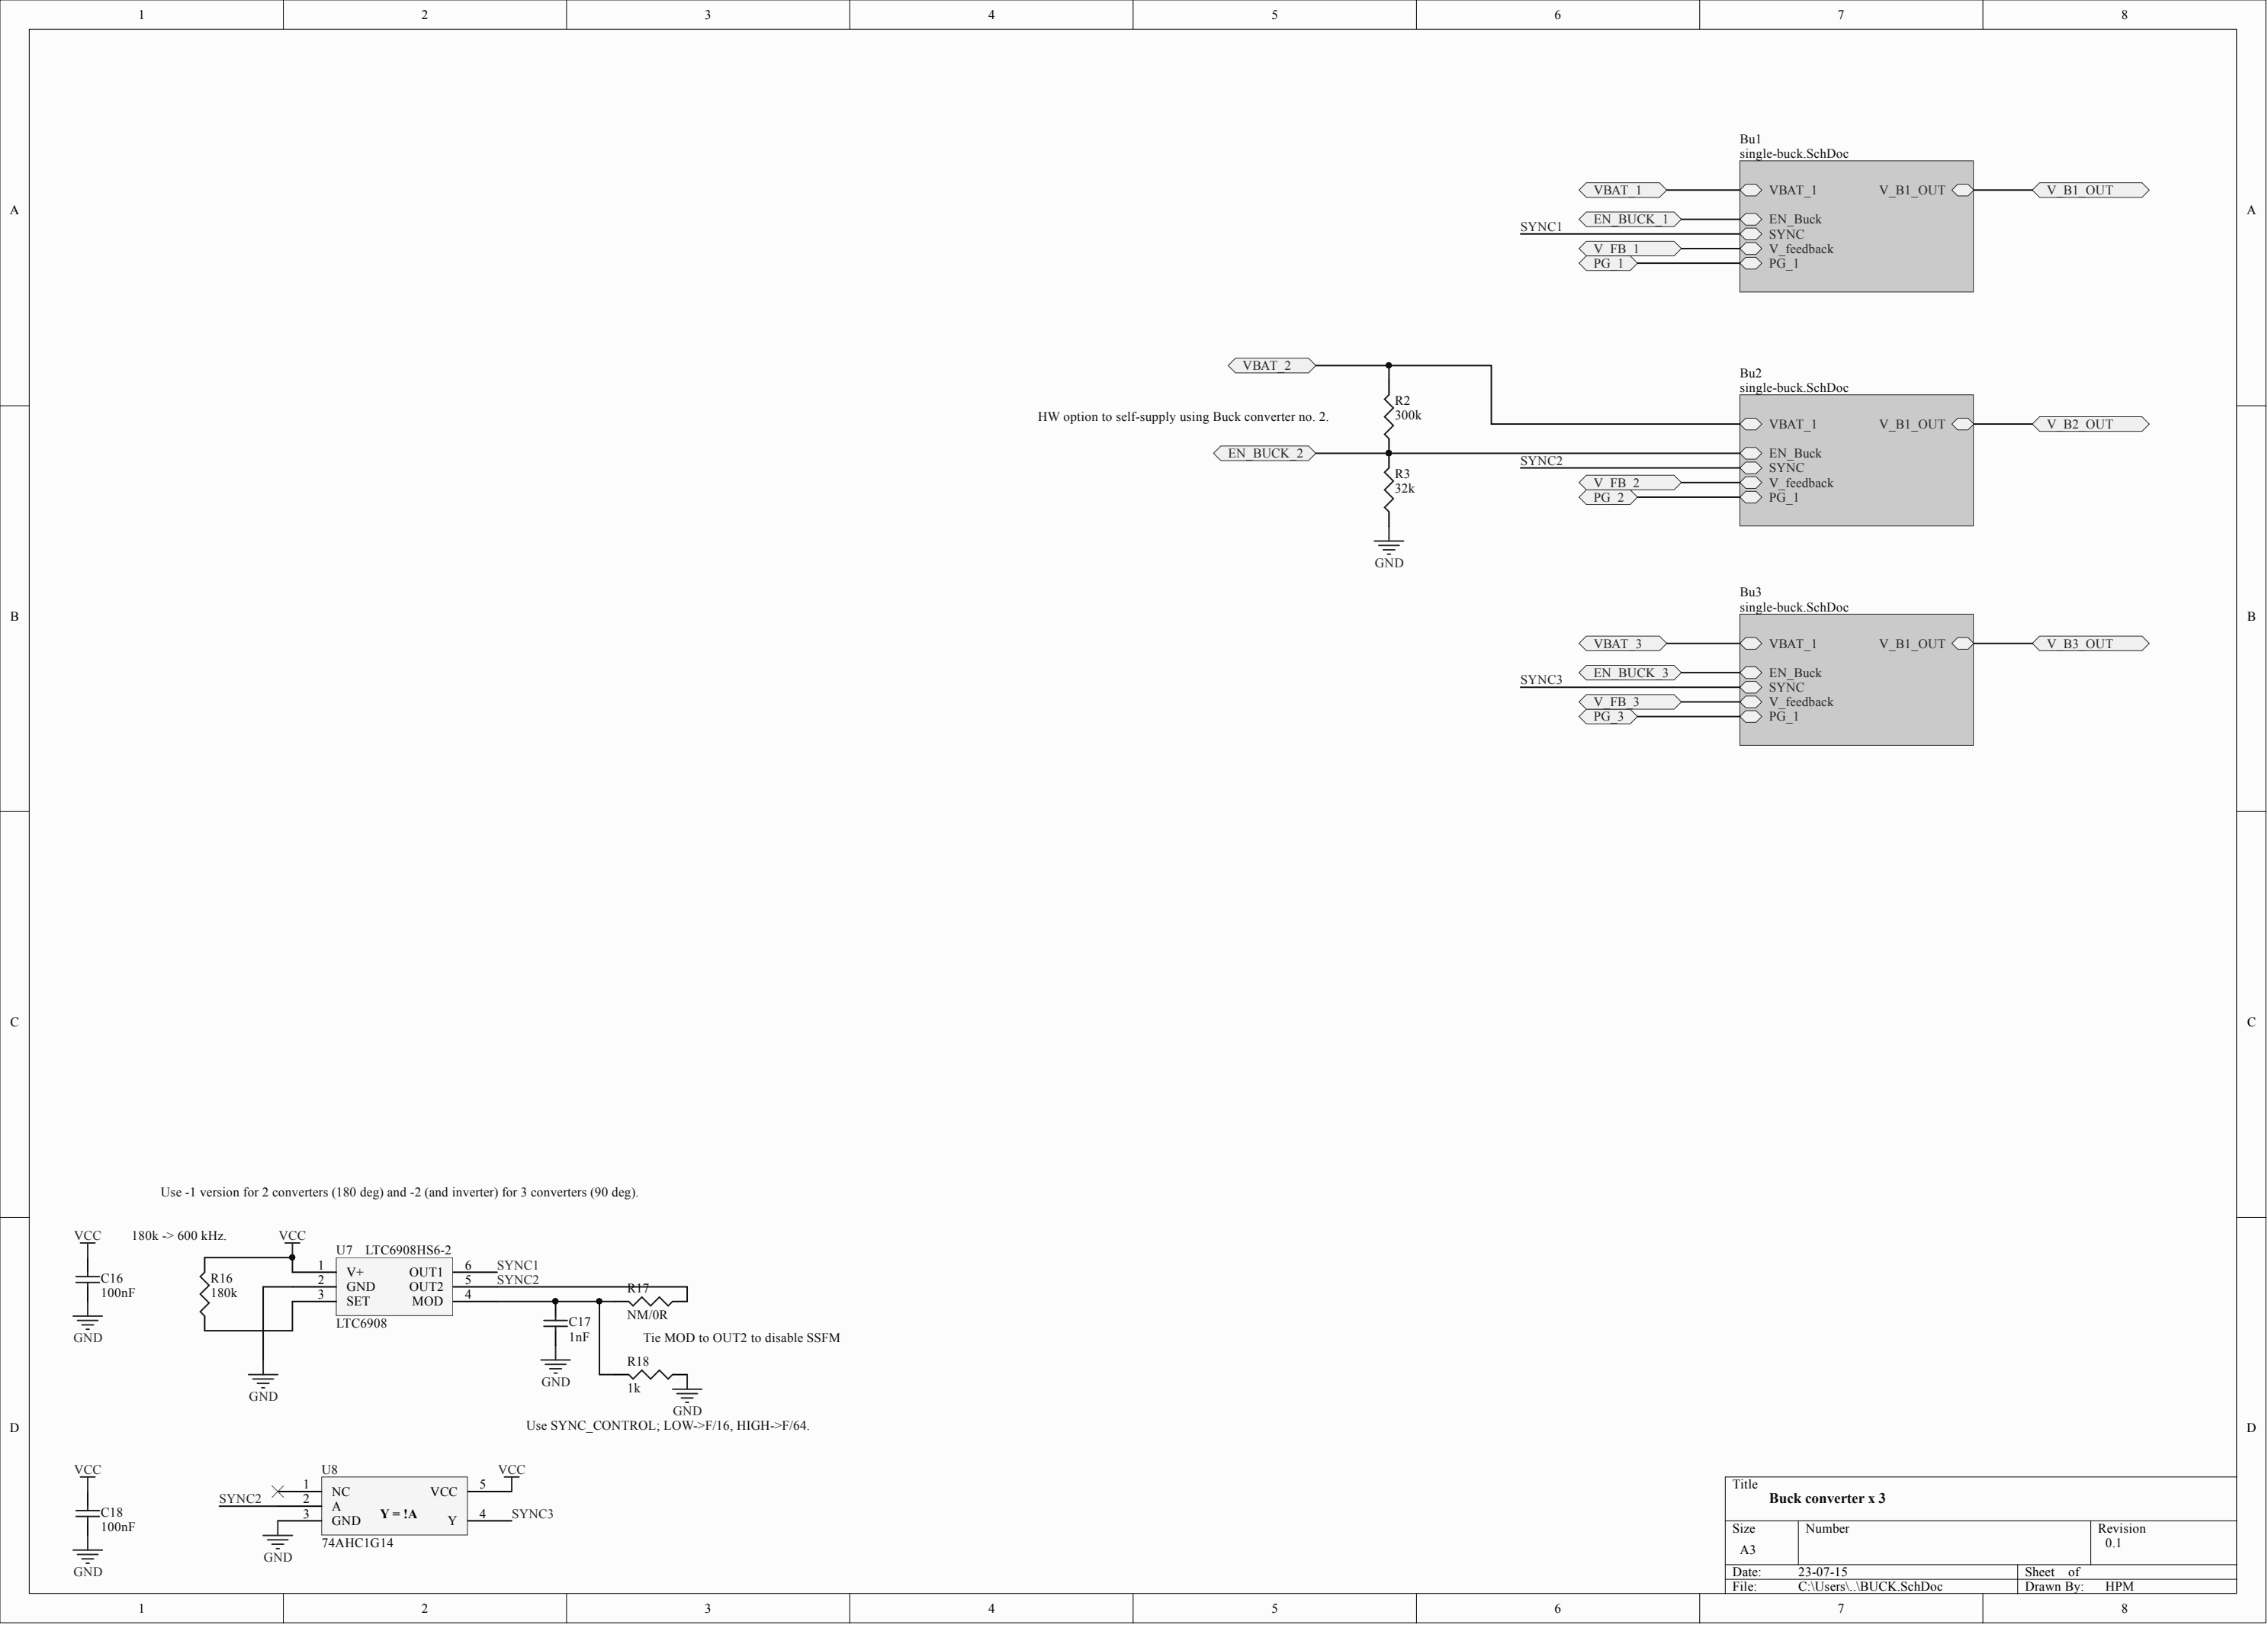 1 2 3 4 5 6 7 8
A A
Bu1
single-buck.SchDoc
VBAT_1 VBAT_1 V_B1_OUT V_B1_OUT
EN_BUCK_1 EN_Buck
SYNC1 SYNC
V_FB_1 V_feedback
PG_1 PG_1
VBAT_2
Bu2
single-buck.SchDoc
R2
300k
HW option to self-supply using Buck converter no. 2.
VBAT_1 V_B1_OUT V_B2_OUT
EN_BUCK_2 EN_Buck
SYNC2 SYNC
R3
32k
V_FB_2 V_feedback
PG_2 PG_1
GND
Bu3
single-buck.SchDoc
B B
VBAT_3 VBAT_1 V_B1_OUT V_B3_OUT
EN_BUCK_3 EN_Buck
SYNC3 SYNC
V_FB_3 V_feedback
PG_3 PG_1
C C
Use -1 version for 2 converters (180 deg) and -2 (and inverter) for 3 converters (90 deg).
VCC 180k -> 600 kHz. VCC
U7 LTC6908HS6-2
1 V+ OUT1 6 SYNC1
2 GND OUT2 5 SYNC2
3 SET MOD 4
LTC6908
C16
100nF
GND
R16
180k
GND
R17
NM/0R
C17
1nF
GND
Tie MOD to OUT2 to disable SSFM
R18
1k
GND
Use SYNC_CONTROL; LOW->F/16, HIGH->F/64.
D D
VCC
C18
100nF
GND
U8
VCC
1 NC VCC 5
SYNC2 2 A
3 GND Y = !A Y 4 SYNC3
74AHC1G14
GND
Title
Buck converter x 3
Size Number Revision
A3 0.1
Date: 23-07-15 Sheet of
File: C:\Users\..\BUCK.SchDoc Drawn By: HPM
1 2 3 4 5 6 7 8